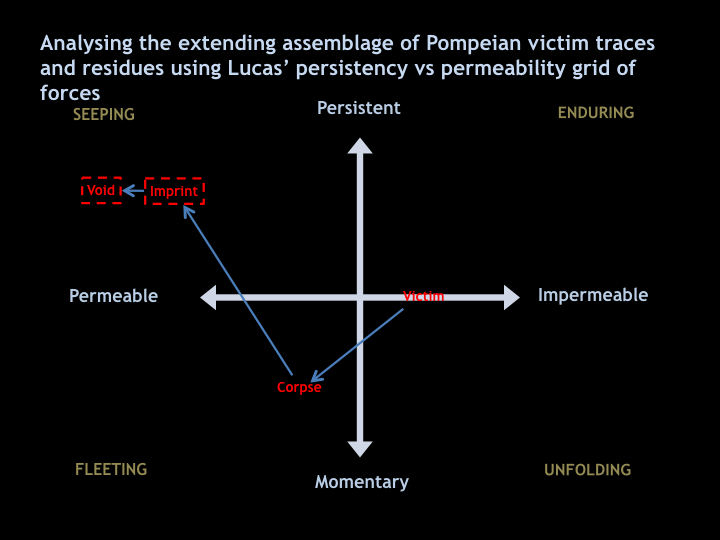 Analysing the extending assemblage of Pompeian victim traces
and residues using Lucas’ persistency vs permeability grid of
forces
SEEPING
Persistent
ENDURING
Void
Imprint
Permeable
Victim
Impermeable
Corpse
FLEETING
Momentary
UNFOLDING